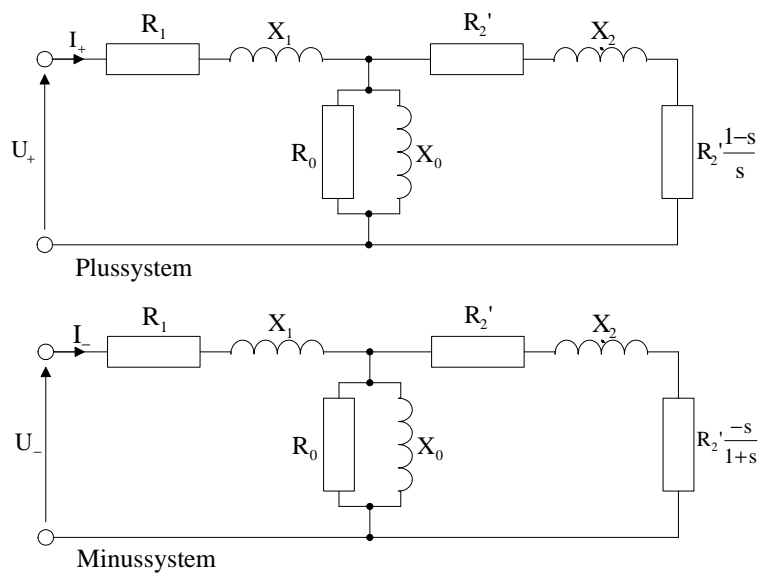 I₊ R₁ X₁ R₂' X₂
U₊ R₀ X₀ R₂' 1–s/s
Plussystem
I₋ R₁ X₁ R₂' X₂
U₋ R₀ X₀ R₂' –s/1+s
Minussystem